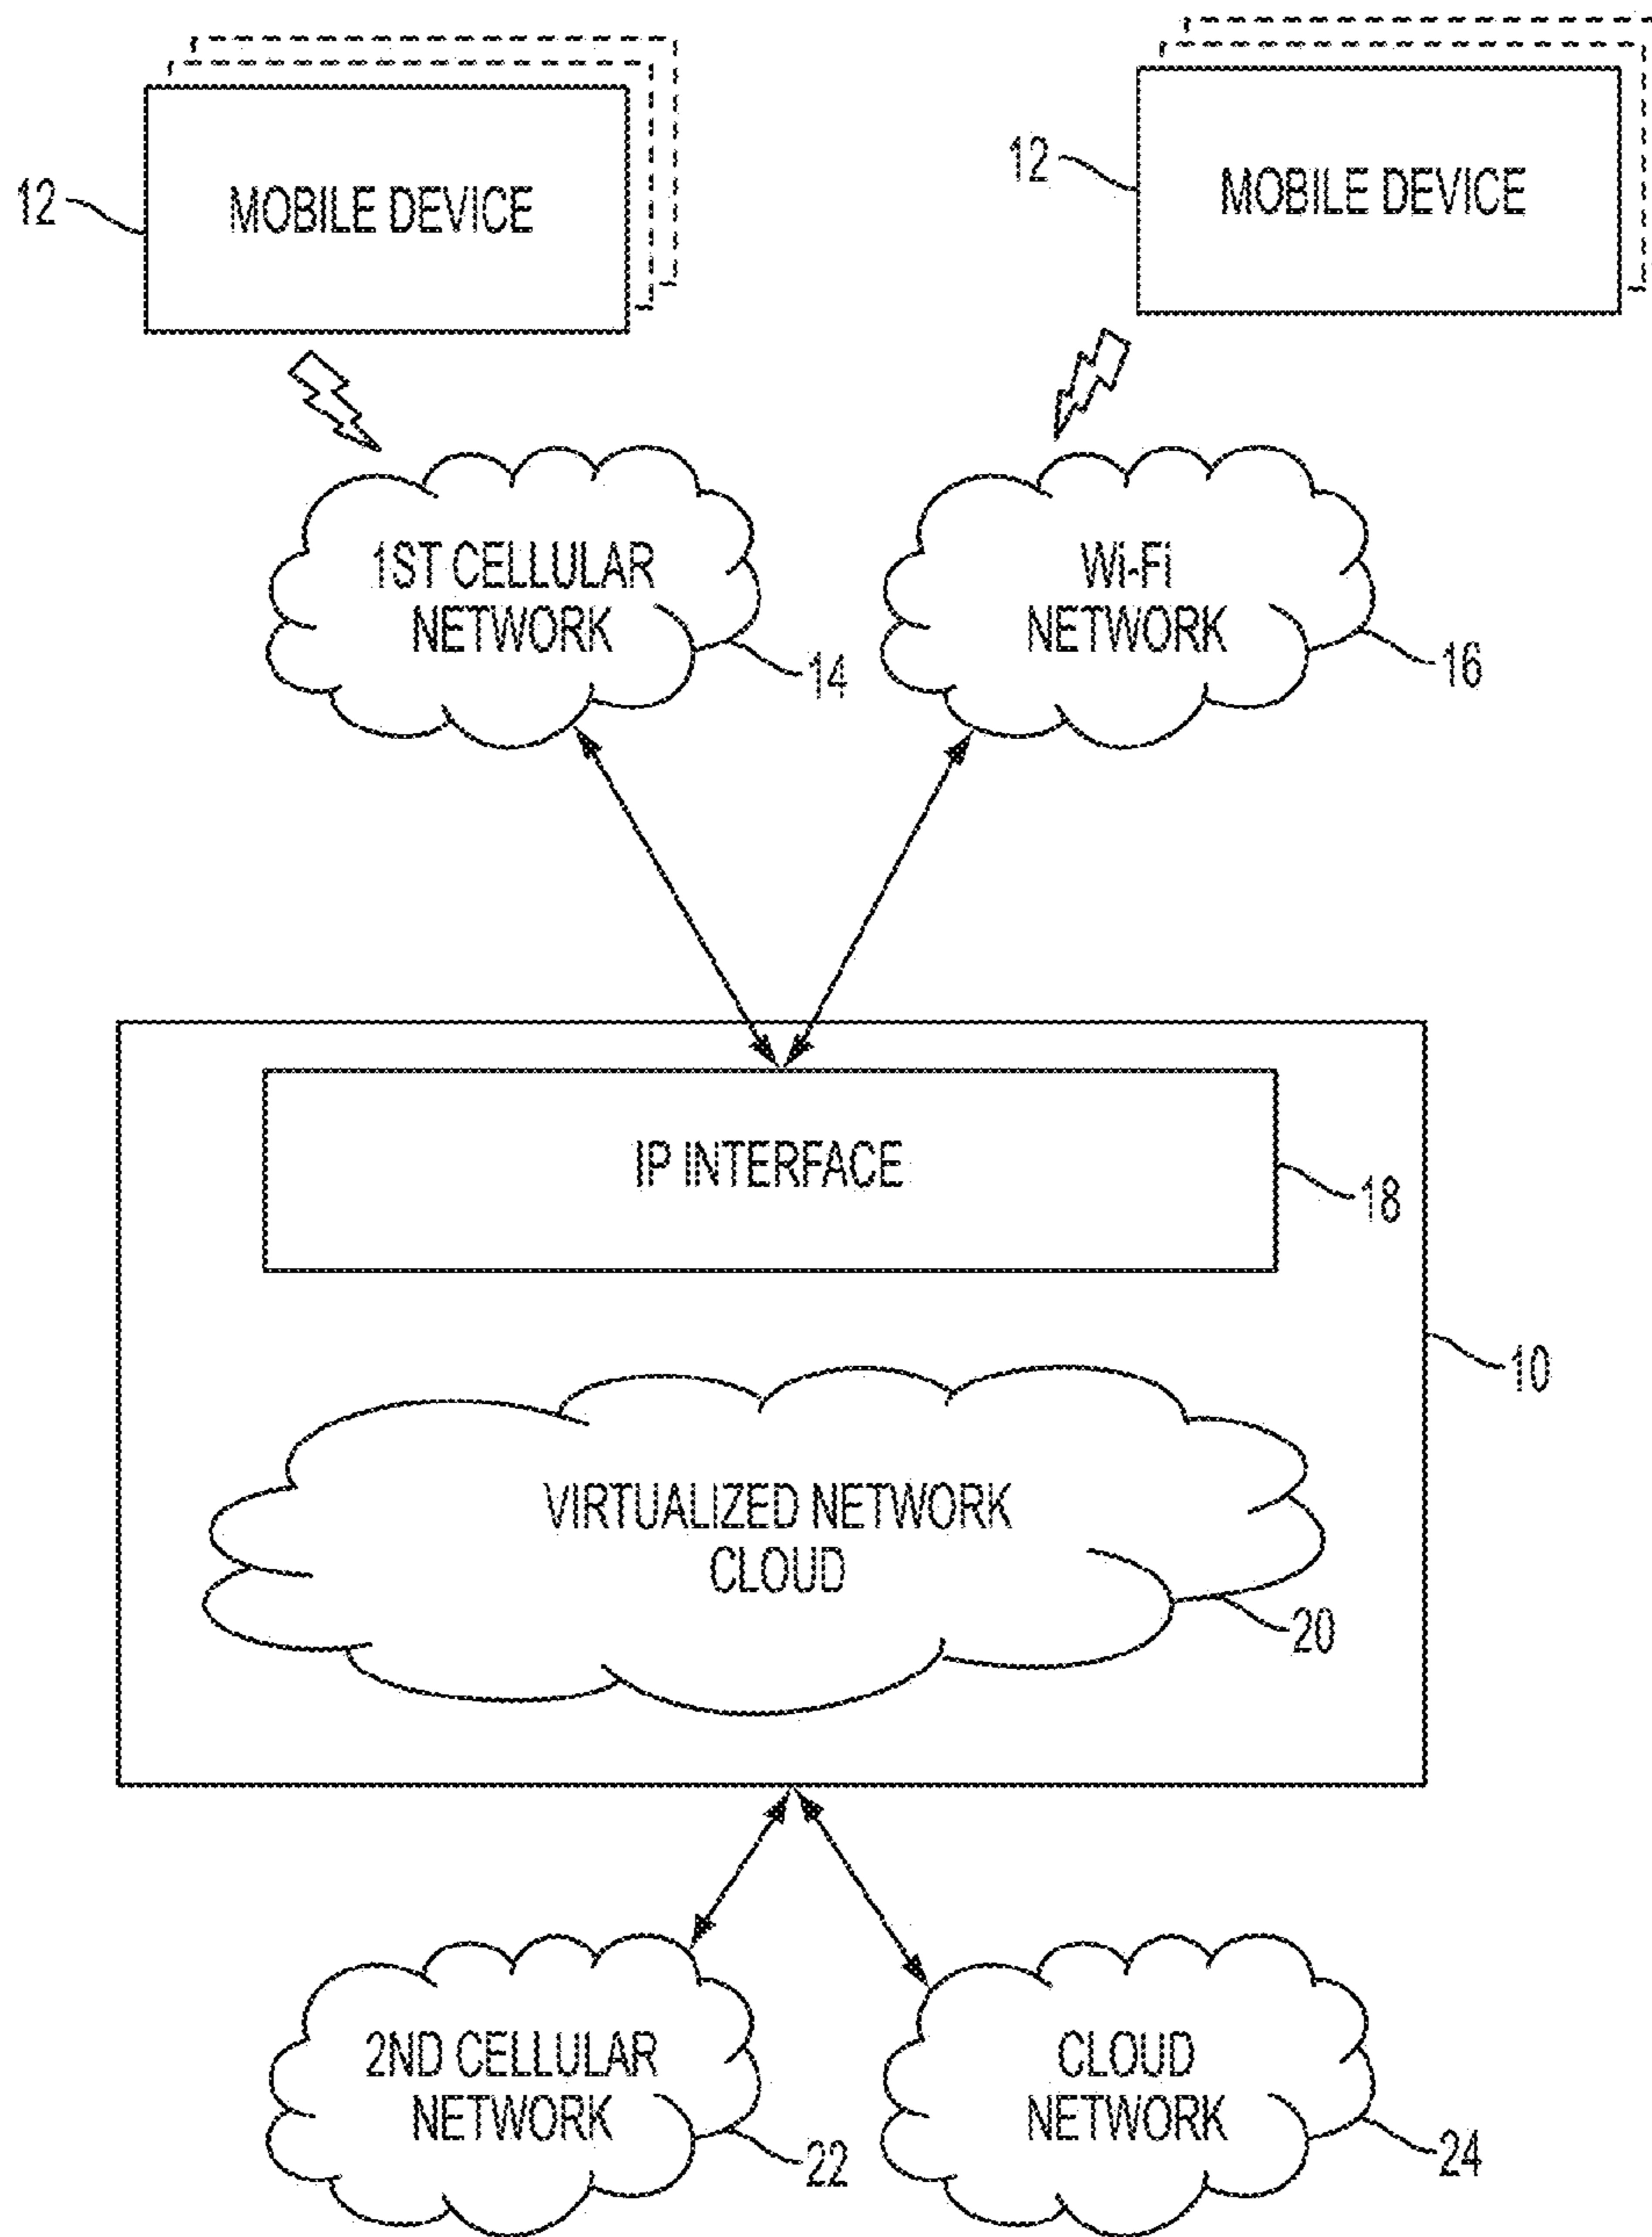 12
MOBILE DEVICE
12
MOBILE DEVICE
1ST CELLULAR
NETWORK
14
Wi-Fi
NETWORK
16
IP INTERFACE
18
10
VIRTUALIZED NETWORK
CLOUD
20
2ND CELLULAR
NETWORK
22
CLOUD
NETWORK
24